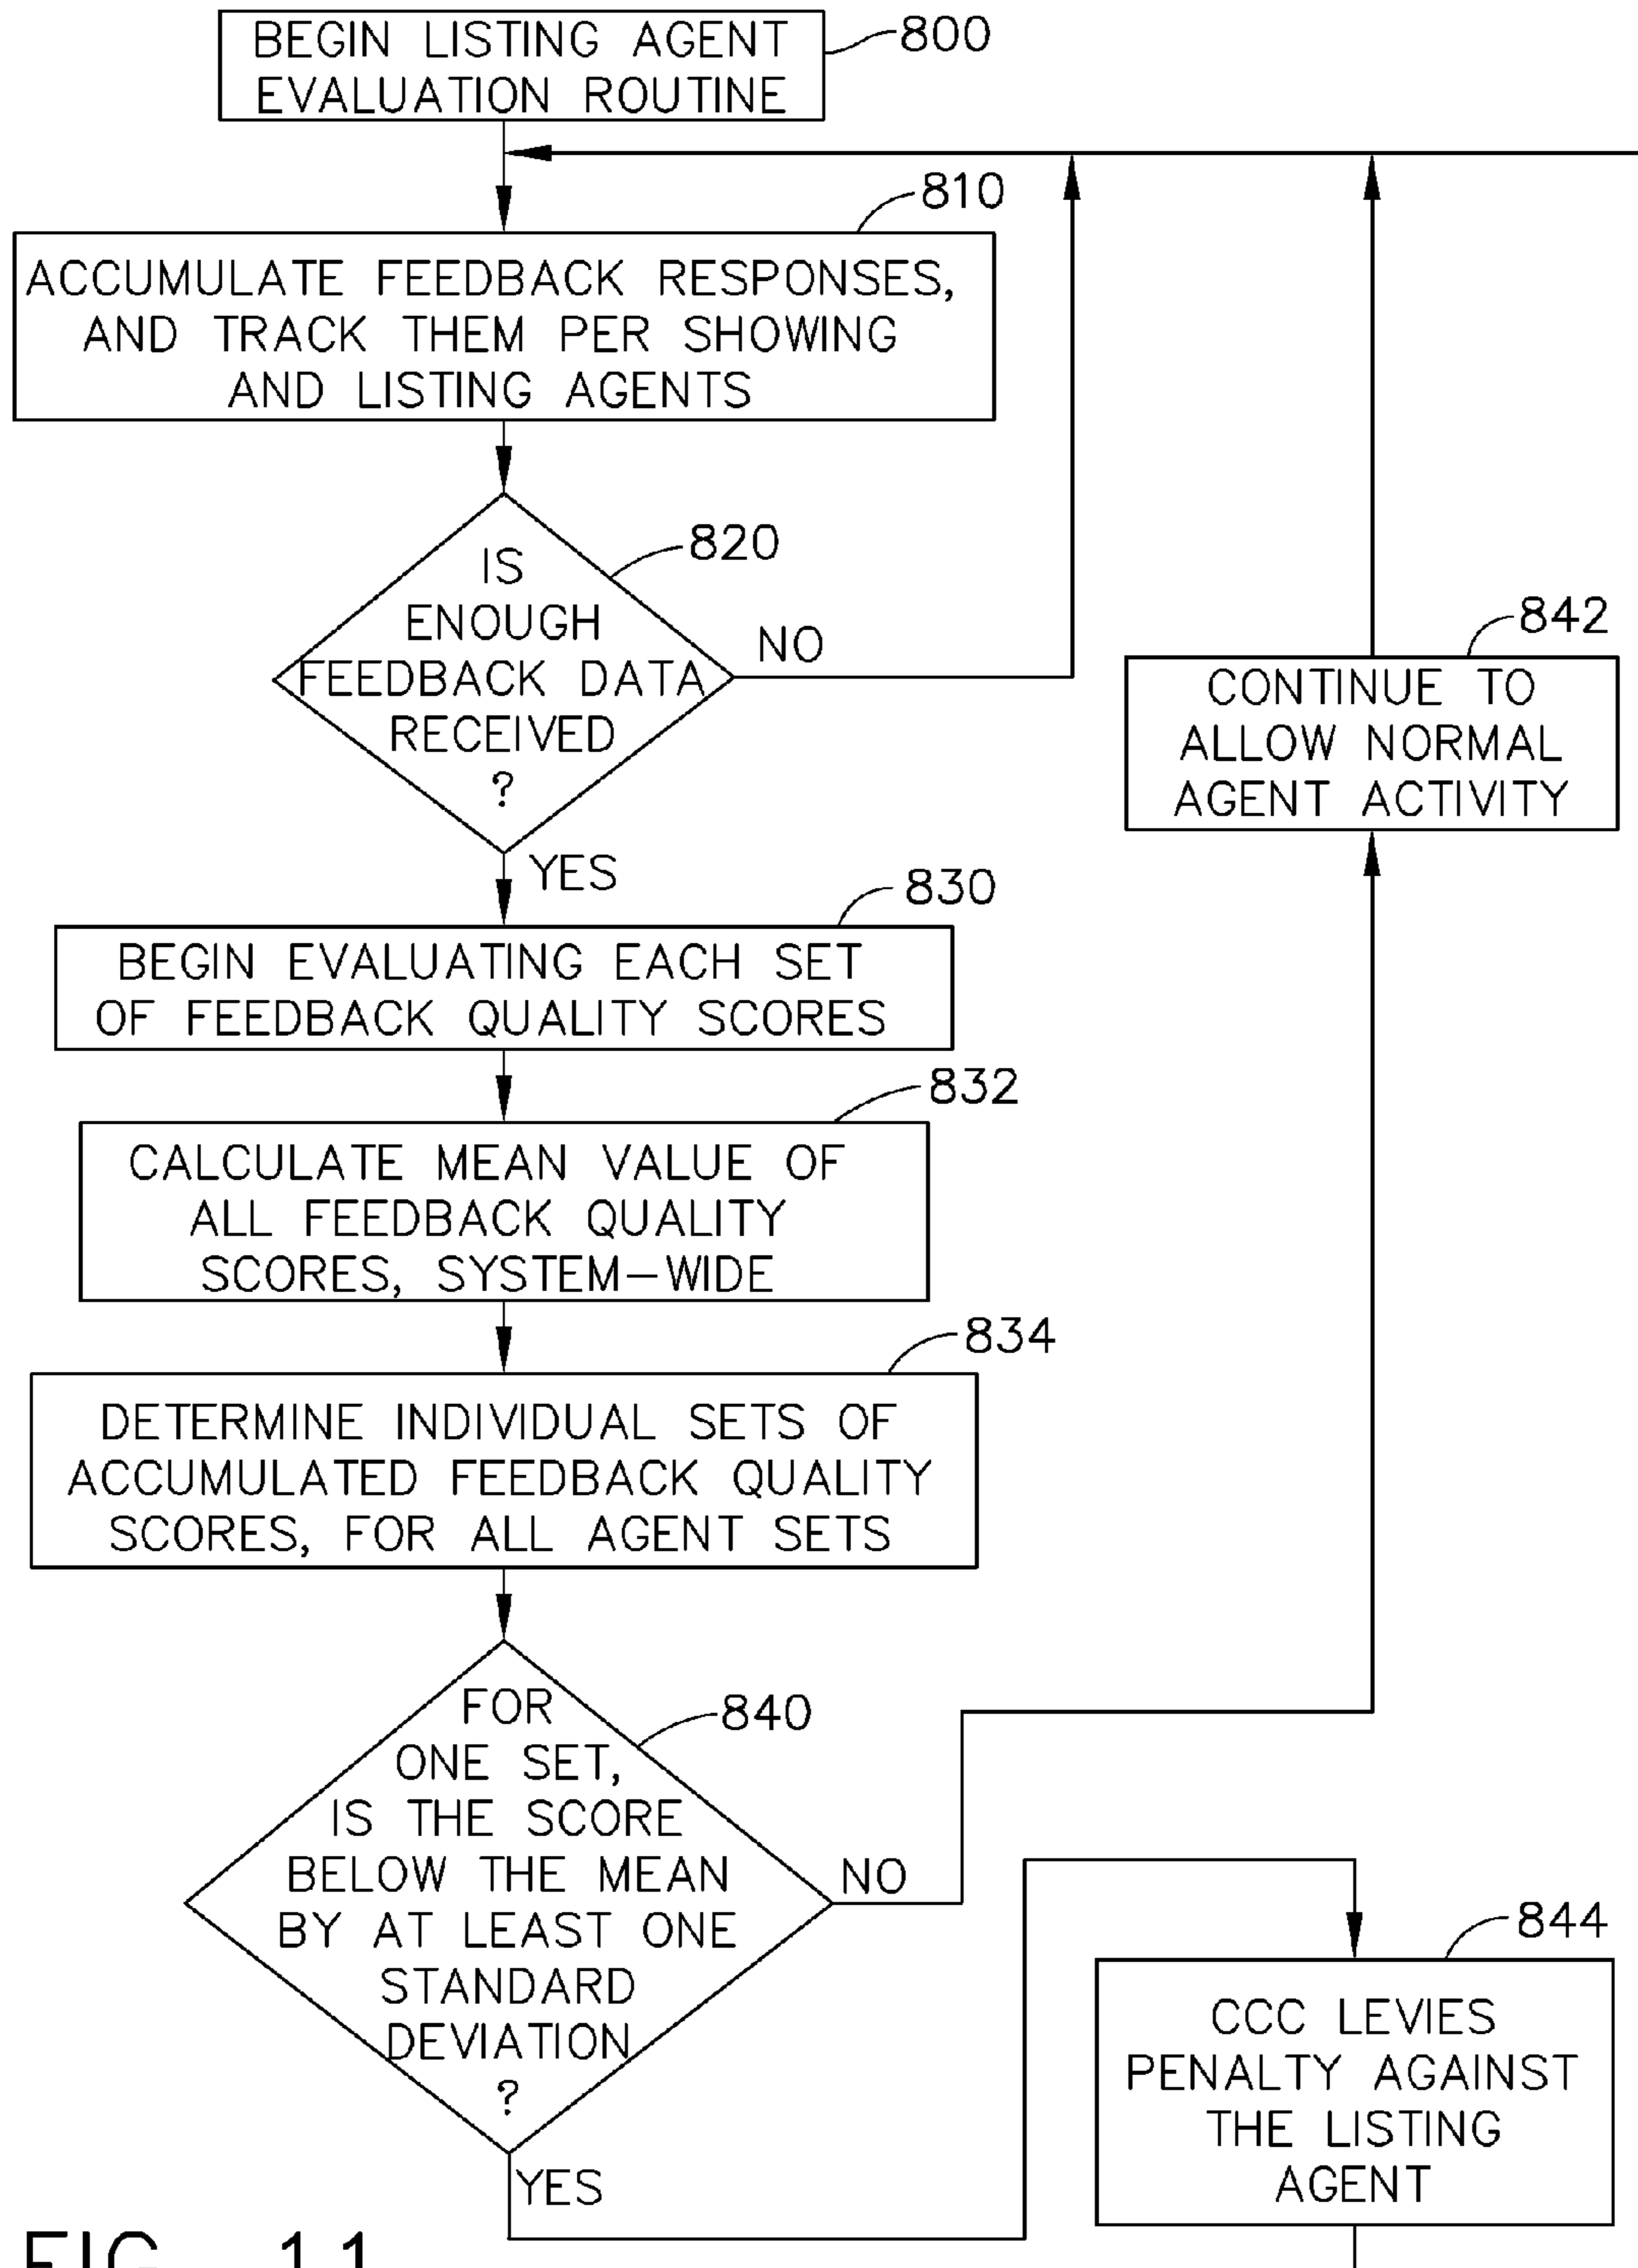 BEGIN LISTING AGENT
EVALUATION ROUTINE
800
810
ACCUMULATE FEEDBACK RESPONSES,
AND TRACK THEM PER SHOWING
AND LISTING AGENTS
820
IS
ENOUGH
FEEDBACK DATA
RECEIVED
?
NO
842
CONTINUE TO
ALLOW NORMAL
AGENT ACTIVITY
YES
830
BEGIN EVALUATING EACH SET
OF FEEDBACK QUALITY SCORES
832
CALCULATE MEAN VALUE OF
ALL FEEDBACK QUALITY
SCORES, SYSTEM-WIDE
834
DETERMINE INDIVIDUAL SETS OF
ACCUMULATED FEEDBACK QUALITY
SCORES, FOR ALL AGENT SETS
840
FOR
ONE SET,
IS THE SCORE
BELOW THE MEAN
BY AT LEAST ONE
STANDARD
DEVIATION
?
NO
844
CCC LEVIES
PENALTY AGAINST
THE LISTING
AGENT
YES
FIG. 11